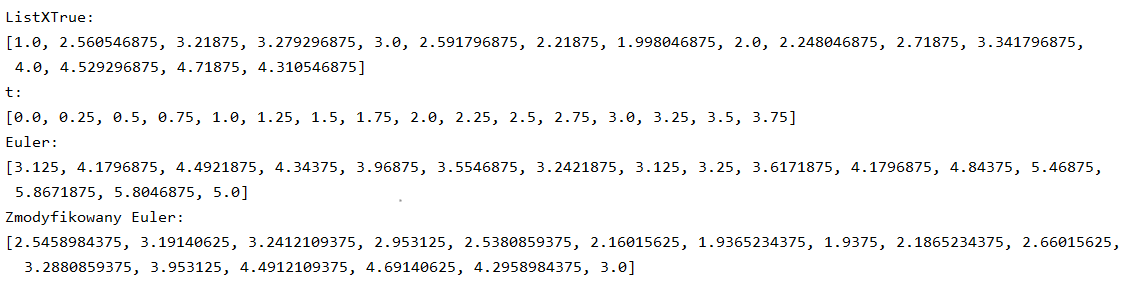 ListXTrue:
[1.0, 2.560546875, 3.21875, 3.279296875, 3.0, 2.591796875, 2.21875, 1.998046875, 2.0, 2.248046875, 2.71875, 3.341796875,
4.0, 4.529296875, 4.71875, 4.310546875]
t:
[0.0, 0.25, 0.5, 0.75, 1.0, 1.25, 1.5, 1.75, 2.0, 2.25, 2.5, 2.75, 3.0, 3.25, 3.5, 3.75]
Euler:
[3.125, 4.1796875, 4.4921875, 4.34375, 3.96875, 3.5546875, 3.2421875, 3.125, 3.25, 3.6171875, 4.1796875, 4.84375, 5.46875,
5.8671875, 5.8046875, 5.0]
Zmodyfikowany Euler:
[2.5458984375, 3.19140625, 3.2412109375, 2.953125, 2.5380859375, 2.16015625, 1.9365234375, 1.9375, 2.1865234375, 2.66015625,
3.2880859375, 3.953125, 4.4912109375, 4.69140625, 4.2958984375, 3.0]